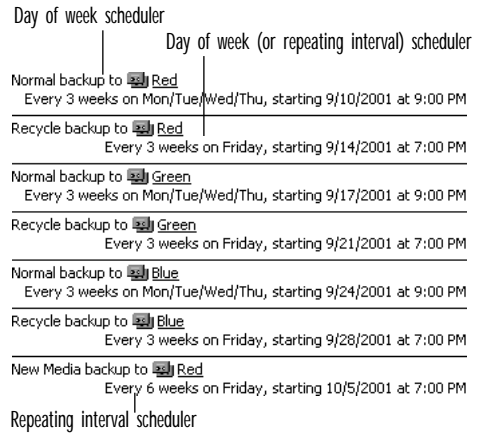 Day of week scheduler
Day of week (or repeating interval) scheduler
Normal backup to Red
Every 3 weeks on Mon/Tue/Wed/Thu, starting 9/10/2001 at 9:00 PM
Recycle backup to Red
Every 3 weeks on Friday, starting 9/14/2001 at 7:00 PM
Normal backup to Green
Every 3 weeks on Mon/Tue/Wed/Thu, starting 9/17/2001 at 9:00 PM
Recycle backup to Green
Every 3 weeks on Friday, starting 9/21/2001 at 7:00 PM
Normal backup to Blue
Every 3 weeks on Mon/Tue/Wed/Thu, starting 9/24/2001 at 9:00 PM
Recycle backup to Blue
Every 3 weeks on Friday, starting 9/28/2001 at 7:00 PM
New Media backup to Red
Every 6 weeks on Friday, starting 10/5/2001 at 7:00 PM
Repeating interval scheduler